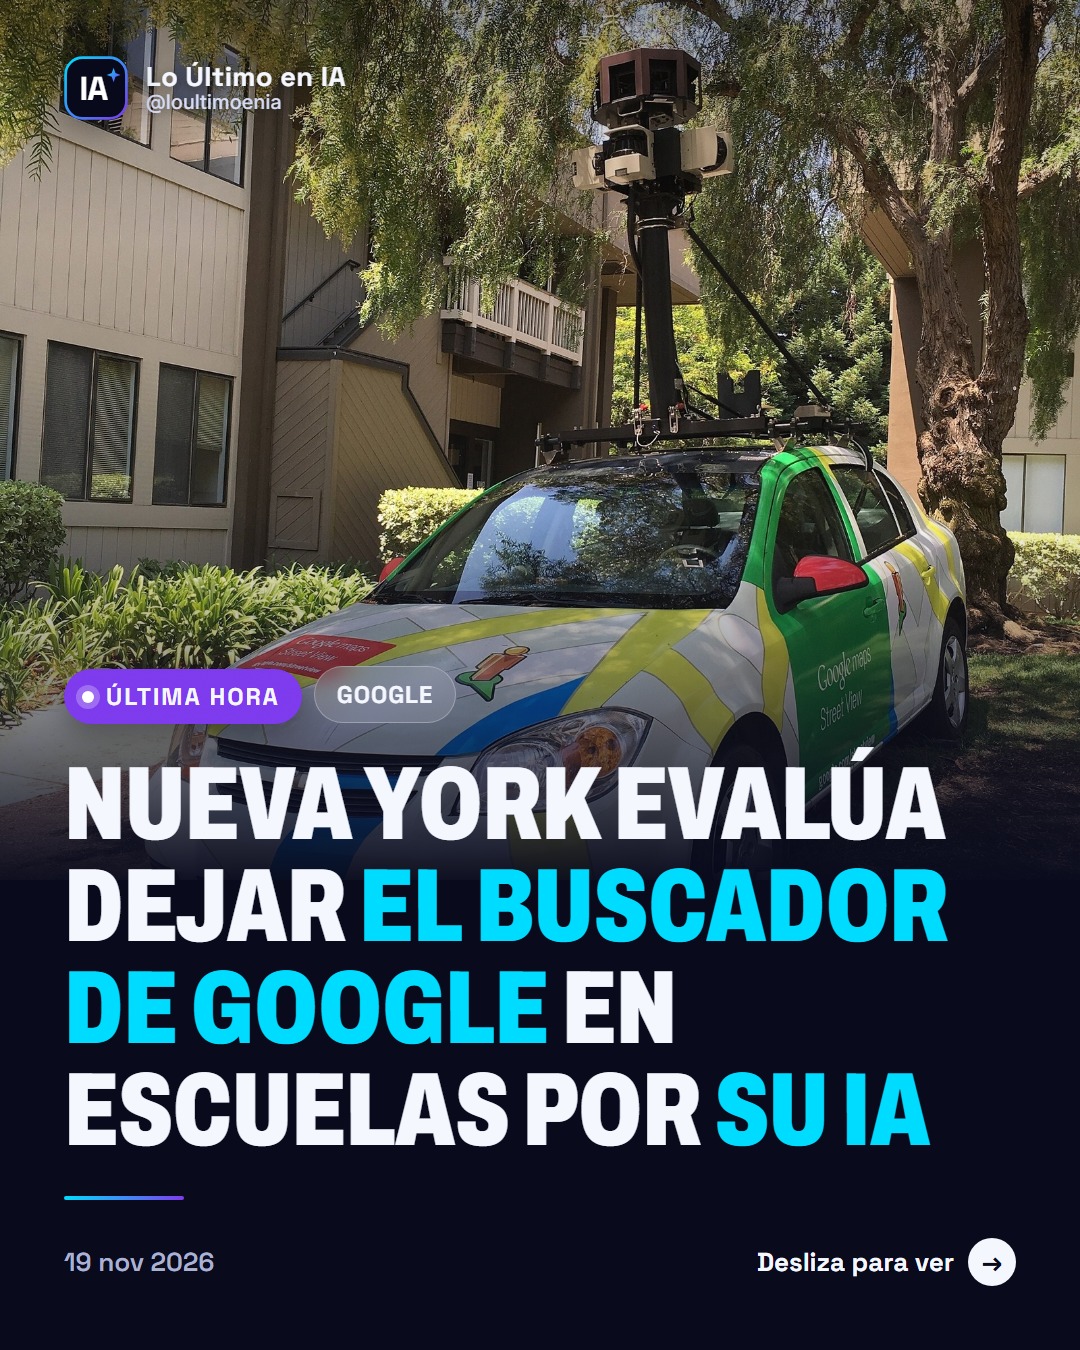 IA
Lo Último en IA
@loultimoenia
Google maps
Street View
Google maps
Street View
ÚLTIMA HORA
GOOGLE
NUEVA YORK EVALÚA
DEJAR EL BUSCADOR
DE GOOGLE EN
ESCUELAS POR SU IA
19 nov 2026
Desliza para ver →